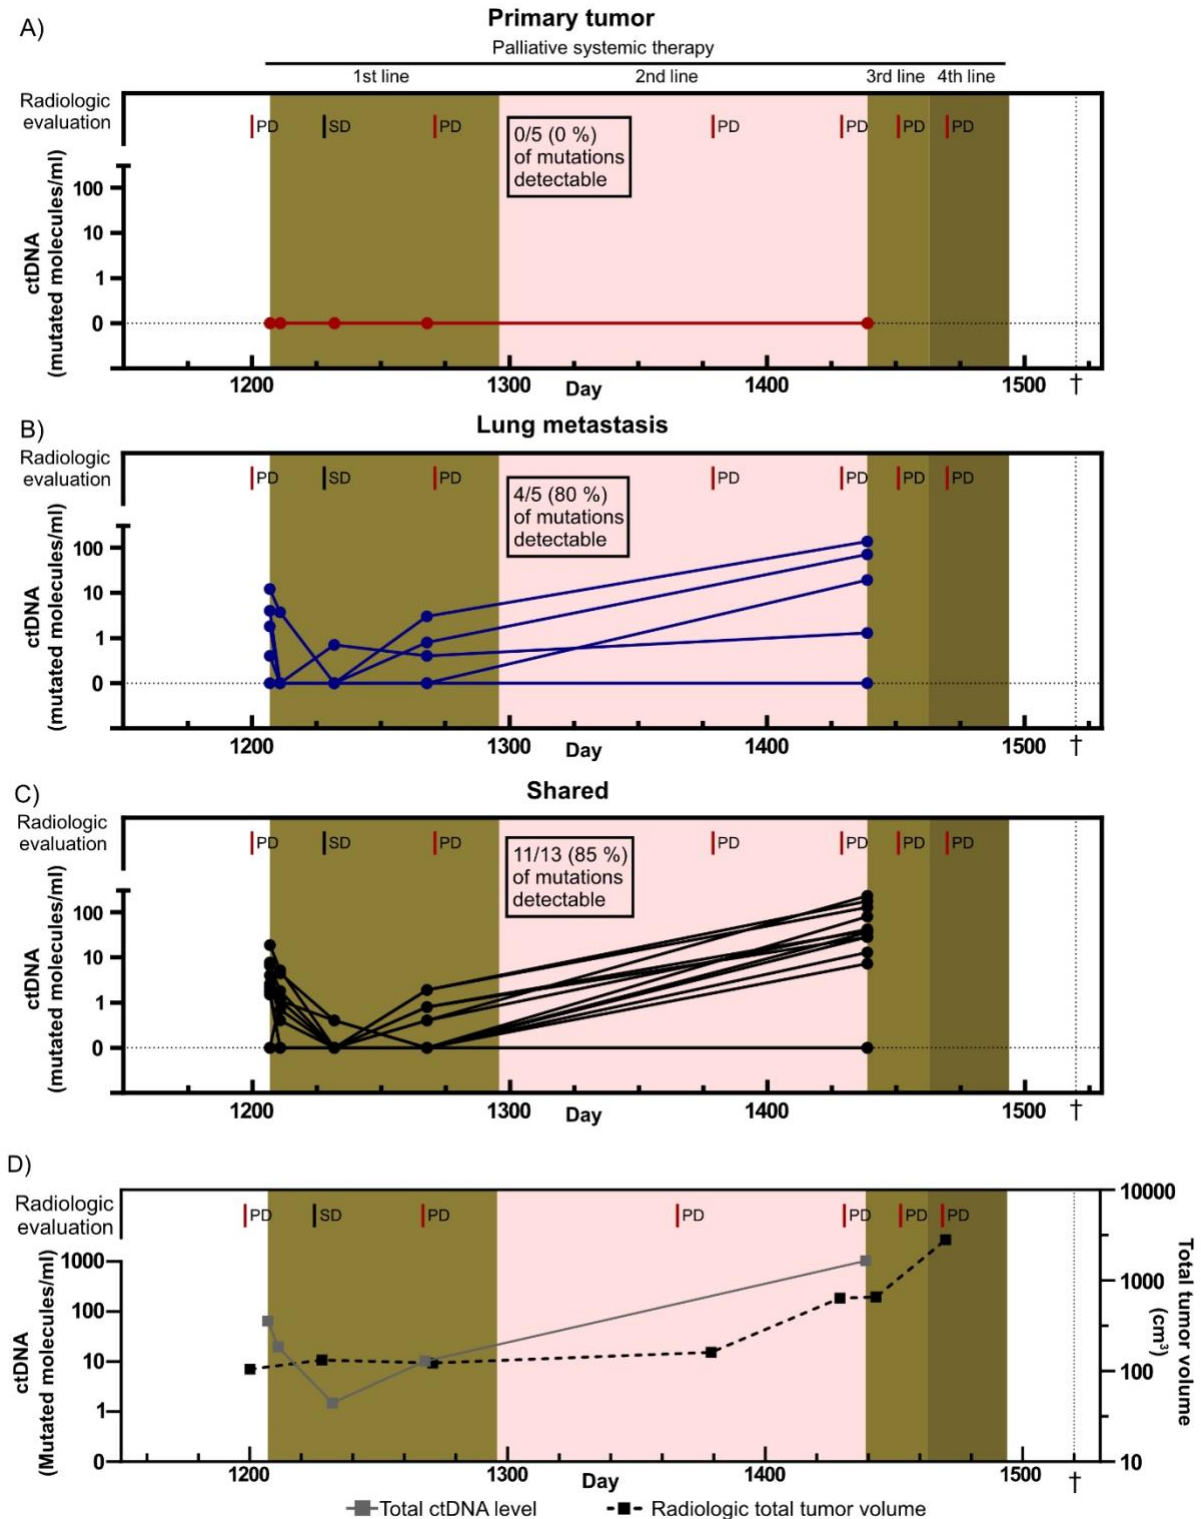 A)
Primary tumor
Palliative systemic therapy
1st line 2nd line 3rd line 4th line
Radiologic
evaluation
PD SD PD PD PD PD PD
0/5 (0 %)
of mutations
detectable
ctDNA
(mutated molecules/ml)
100
10
1
0
1200 1300 1400 1500 †
Day
B)
Lung metastasis
Radiologic
evaluation
PD SD PD PD PD PD PD
4/5 (80 %)
of mutations
detectable
ctDNA
(mutated molecules/ml)
100
10
1
0
1200 1300 1400 1500 †
Day
C)
Shared
Radiologic
evaluation
PD SD PD PD PD PD PD
11/13 (85 %)
of mutations
detectable
ctDNA
(mutated molecules/ml)
100
10
1
0
1200 1300 1400 1500 †
Day
D)
Radiologic
evaluation
PD SD PD PD PD PD PD
ctDNA
(Mutated molecules/ml)
1000
100
10
1
0
10000
1000
100
10
Total tumor volume
(cm³)
1200 1300 1400 1500 †
Day
Total ctDNA level Radiologic total tumor volume